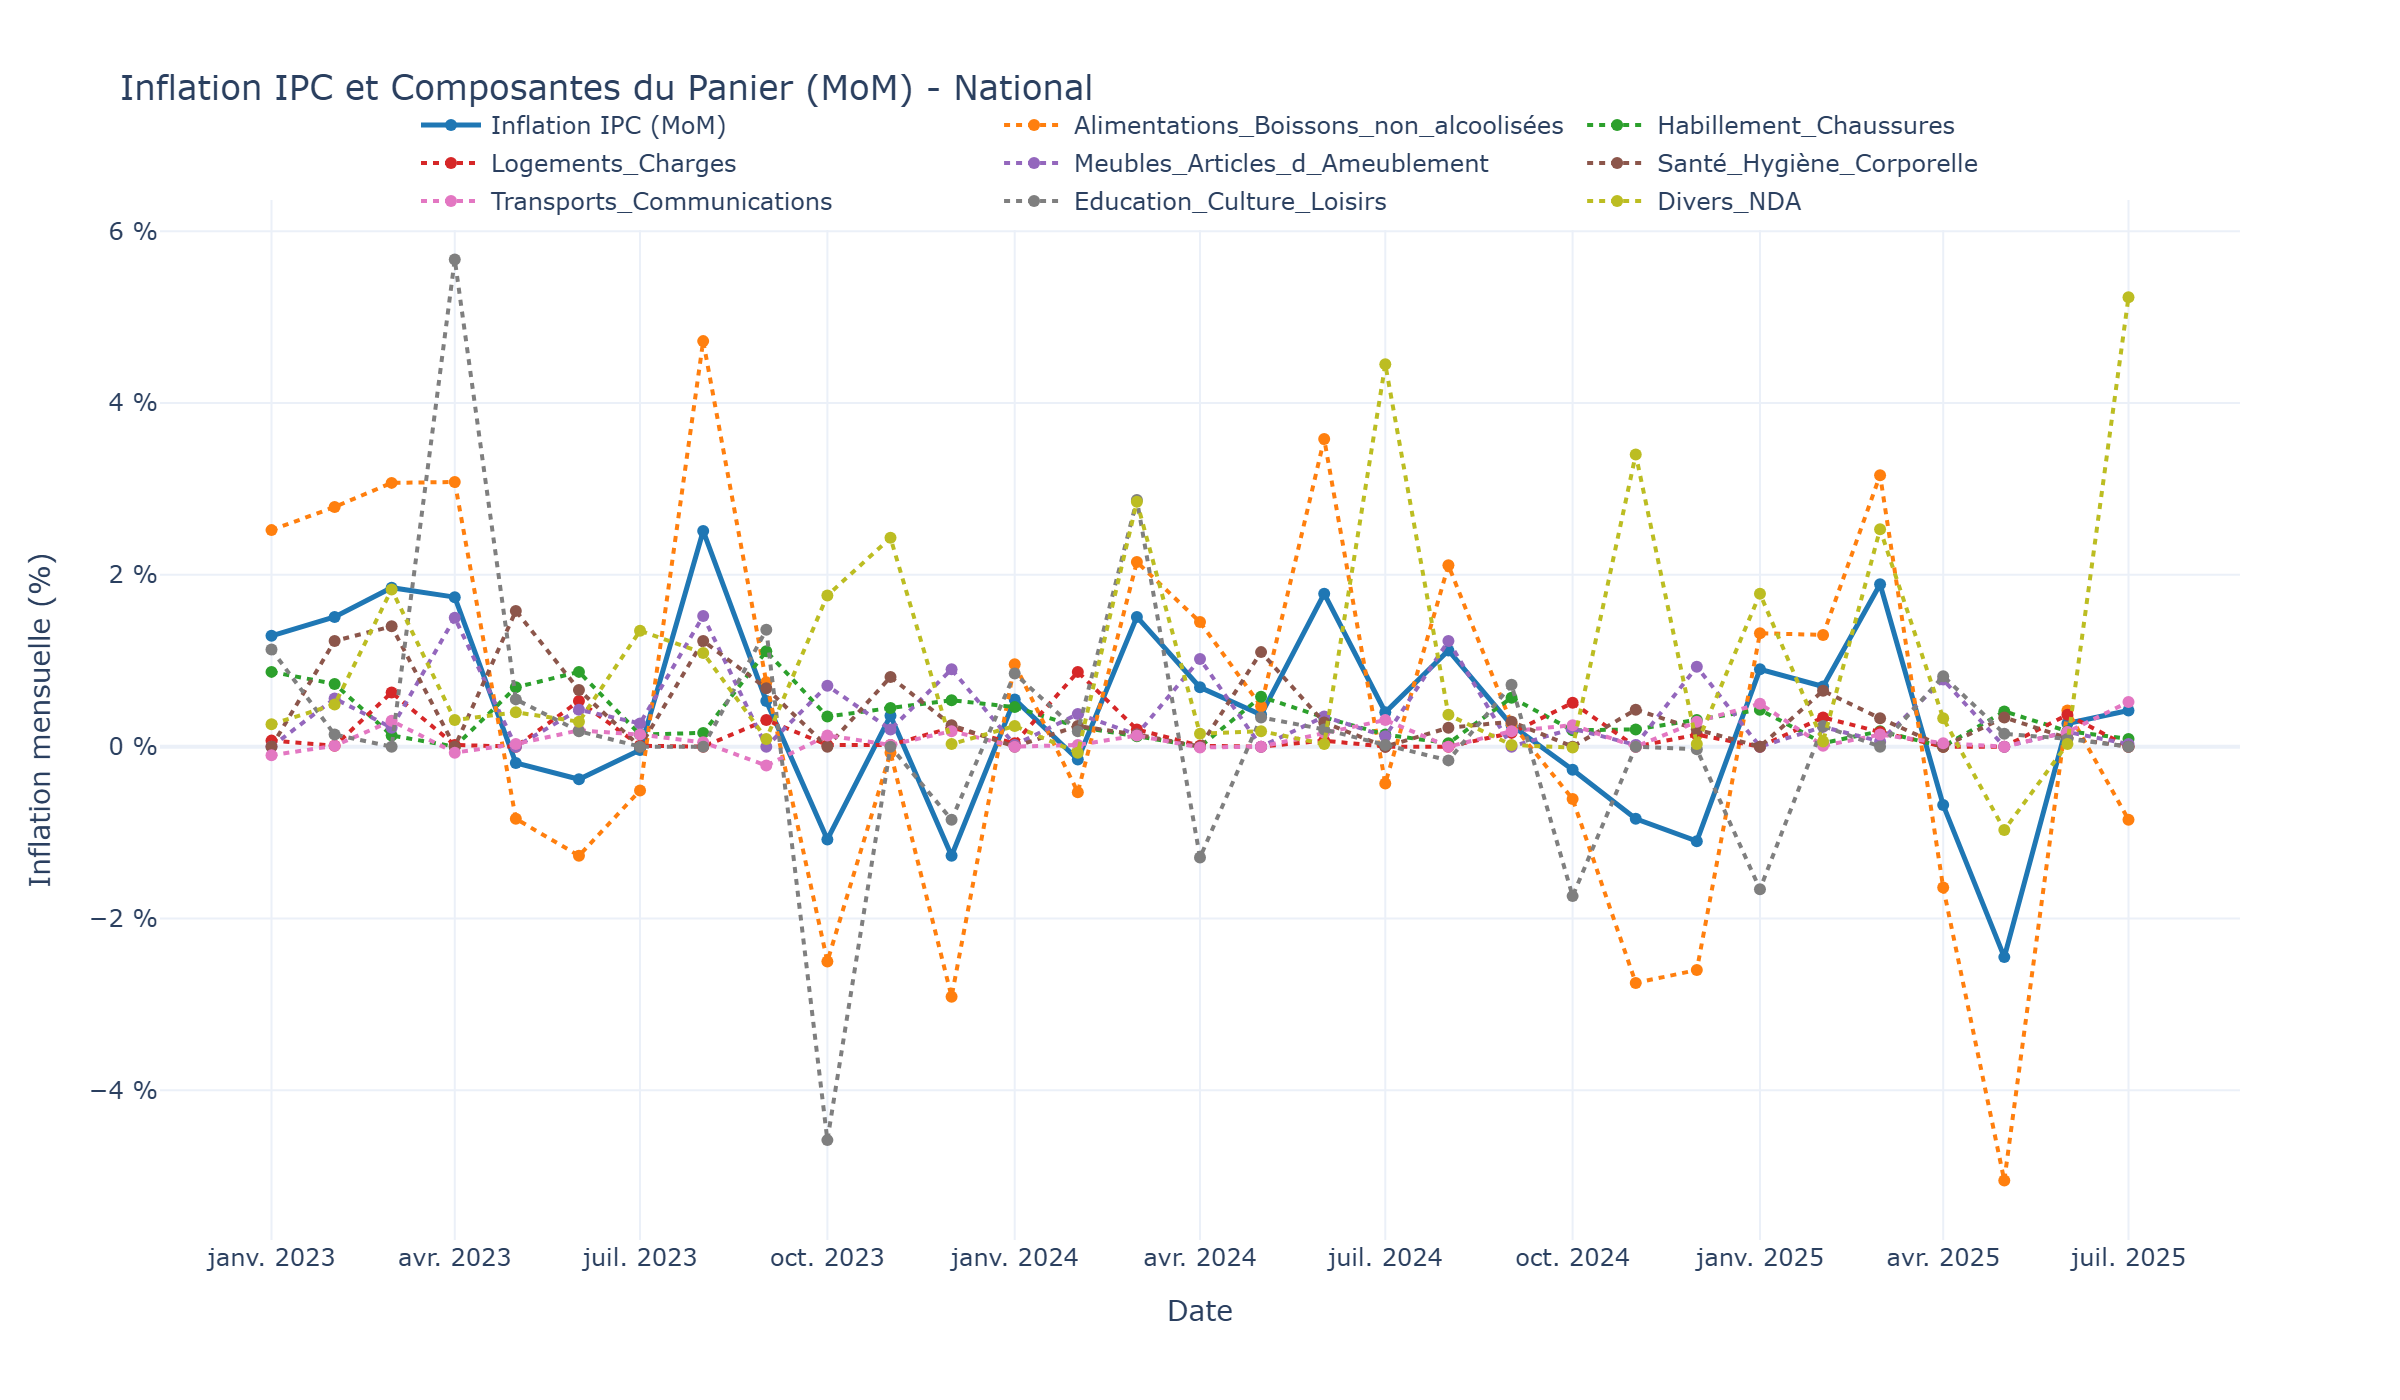 Inflation IPC et Composantes du Panier (MoM) - National
Inflation IPC (MoM)
Alimentations_Boissons_non_alcoolisées
Habillement_Chaussures
Logements_Charges
Meubles_Articles_d_Ameublement
Santé_Hygiène_Corporelle
Transports_Communications
Education_Culture_Loisirs
Divers_NDA
6 %
4 %
2 %
0 %
−2 %
−4 %
Inflation mensuelle (%)
janv. 2023
avr. 2023
juil. 2023
oct. 2023
janv. 2024
avr. 2024
juil. 2024
oct. 2024
janv. 2025
avr. 2025
juil. 2025
Date